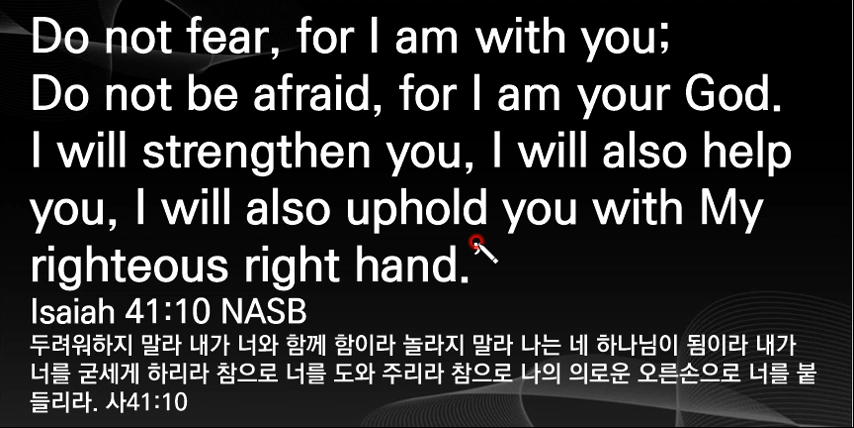 Do not fear, for I am with you;
Do not be afraid, for I am your God.
I will strengthen you, I will also help
you, I will also uphold you with My
righteous right hand.’
Isaiah 41:10 NASB
두려워하지 말라 내가 너와 함께 함이라 놀라지 말라 나는 네 하나님이 됨이라 내가
너를 굳세게 하리라 참으로 너를 도와 주리라 참으로 나의 의로운 오른손으로 너를 붙
들리라. 사41:10